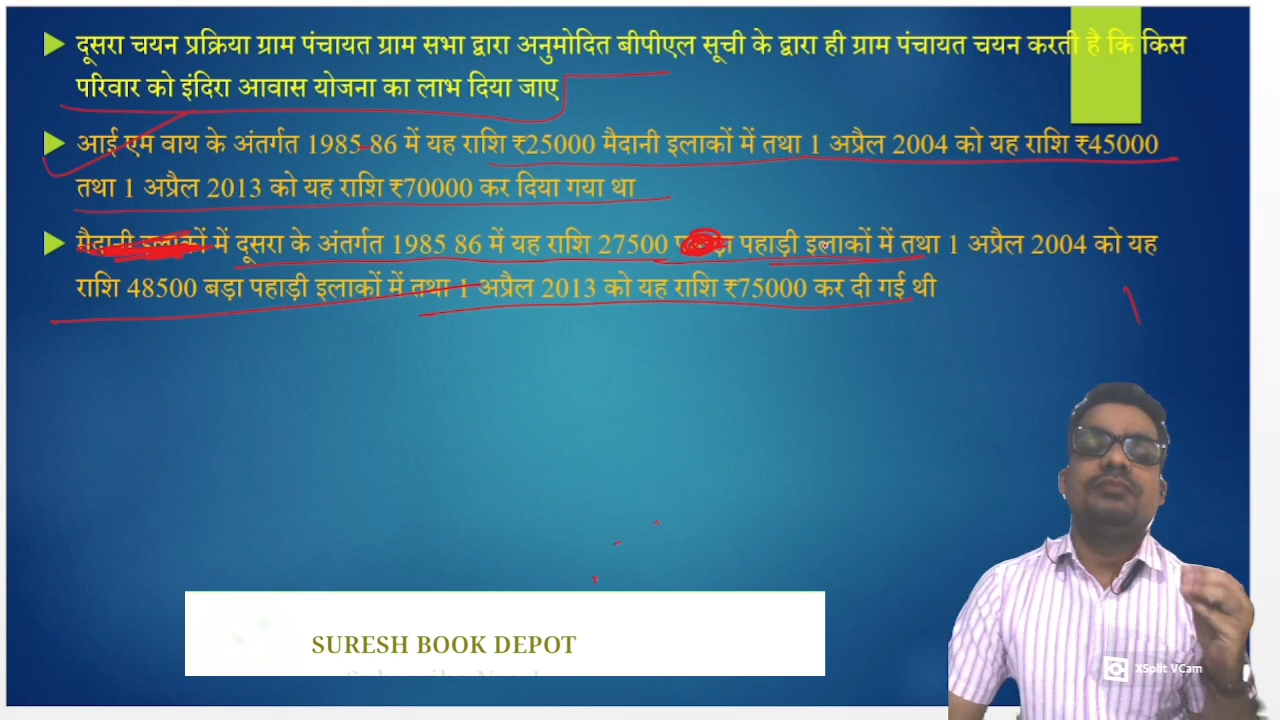 दूसरा चयन प्रक्रिया ग्राम पंचायत ग्राम सभा द्वारा अनुमोदित बीपीएल सूची के द्वारा ही ग्राम पंचायत चयन करती है कि किस
परिवार को इंदिरा आवास योजना का लाभ दिया जाए
आई एम वाय के अंतर्गत 1985-86 में यह राशि ₹25000 मैदानी इलाकों में तथा 1 अप्रैल 2004 को यह राशि ₹45000
तथा 1 अप्रैल 2013 को यह राशि ₹70000 कर दिया गया था
मैदानी इलाकों में दूसरा के अंतर्गत 1985 86 में यह राशि 27500 पहाड़ी इलाकों में तथा 1 अप्रैल 2004 को यह
राशि 48500 बड़ा पहाड़ी इलाकों में तथा 1 अप्रैल 2013 को यह राशि ₹75000 कर दी गई थी
SURESH BOOK DEPOT
XSplit VCam